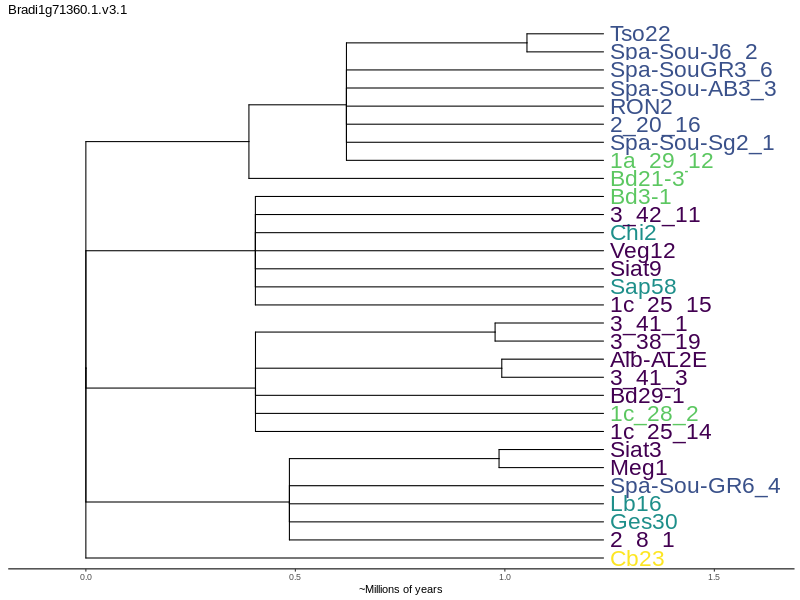 Bradi1g71360.1.v3.1
Tso22
Spa-Sou-J6_2
Spa-SouGR3_6
Spa-Sou-AB3_3
RON2
2_20_16
Spa-Sou-Sg2_1
1a_29_12
Bd21-3
Bd3-1
3_42_11
Chi2
Veg12
Siat9
Sap58
1c_25_15
3_41_1
3_38_19
Alb-AL2E
3_41_3
Bd29-1
1c_28_2
1c_25_14
Siat3
Meg1
Spa-Sou-GR6_4
Lb16
Ges30
2_8_1
Cb23
0.0 0.5 1.0 1.5
~Millions of years